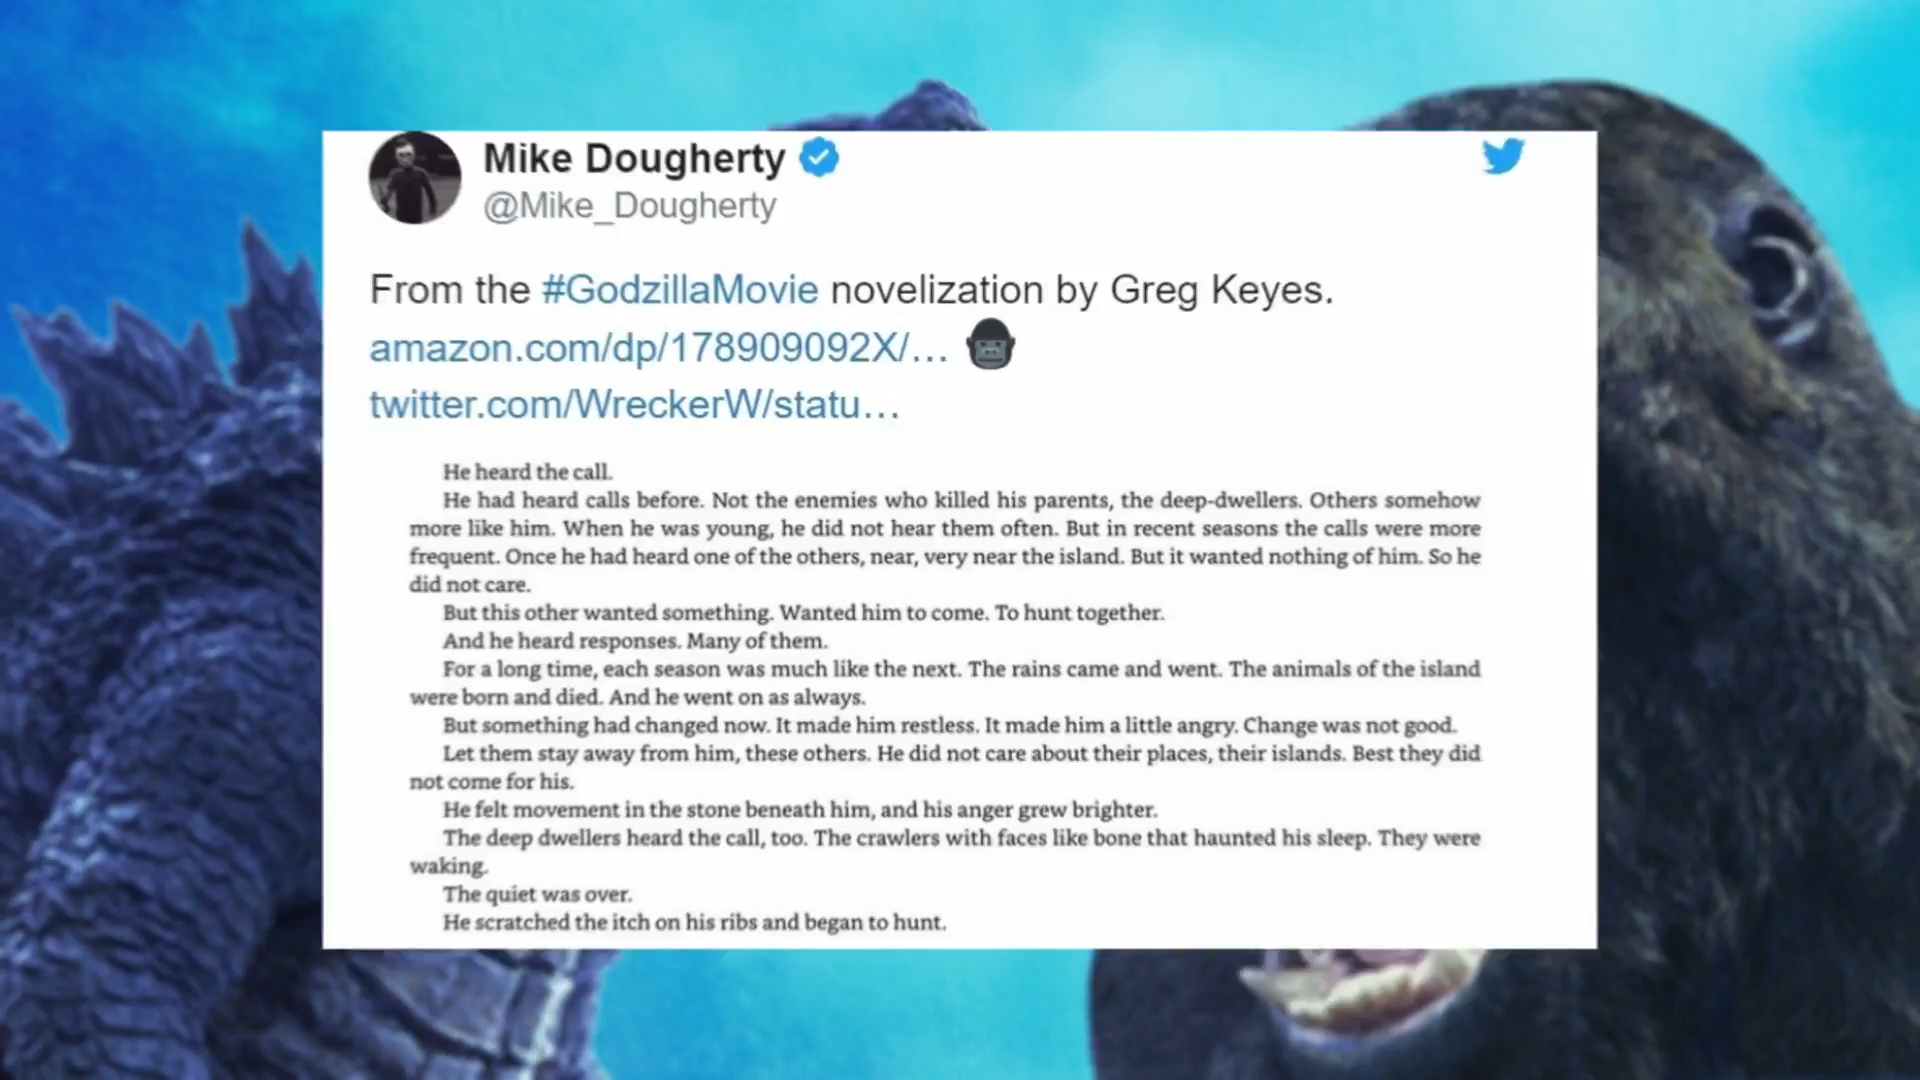 Mike Dougherty
@Mike_Dougherty
From the #GodzillaMovie novelization by Greg Keyes.
amazon.com/dp/178909092X/…
twitter.com/WreckerW/statu…
He heard the call.
He had heard calls before. Not the enemies who killed his parents, the deep-dwellers. Others somehow
more like him. When he was young, he did not hear them often. But in recent seasons the calls were more
frequent. Once he had heard one of the others, near, very near the island. But it wanted nothing of him. So he
did not care.
But this other wanted something. Wanted him to come. To hunt together.
And he heard responses. Many of them.
For a long time, each season was much like the next. The rains came and went. The animals of the island
were born and died. And he went on as always.
But something had changed now. It made him restless. It made him a little angry. Change was not good.
Let them stay away from him, these others. He did not care about their places, their islands. Best they did
not come for his.
He felt movement in the stone beneath him, and his anger grew brighter.
The deep dwellers heard the call, too. The crawlers with faces like bone that haunted his sleep. They were
waking.
The quiet was over.
He scratched the itch on his ribs and began to hunt.